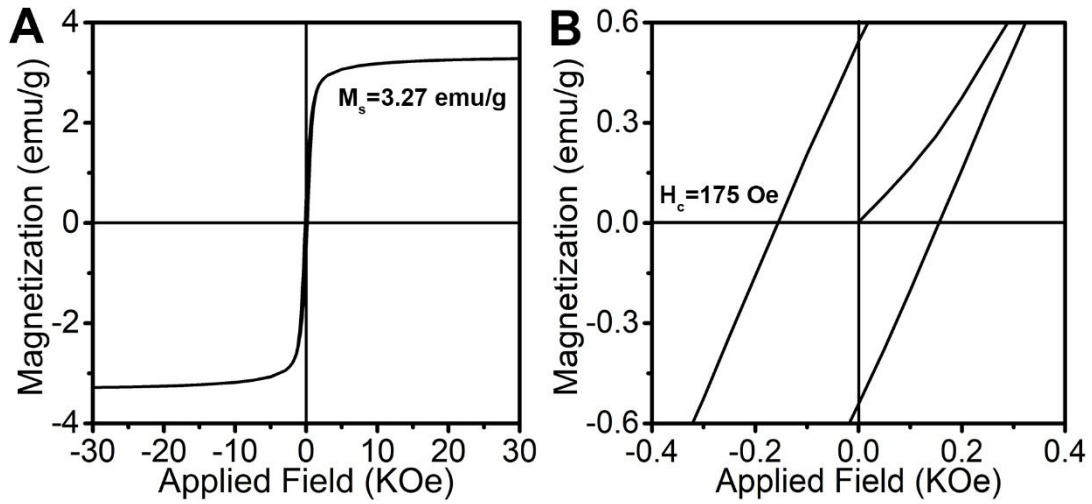 A
Magnetization (emu/g)
4
2
0
-2
-4
M_s=3.27 emu/g
-30 -20 -10 0 10 20 30
Applied Field (KOe)
B
Magnetization (emu/g)
0.6
0.3
0.0
-0.3
-0.6
H_c=175 Oe
-0.4 -0.2 0.0 0.2 0.4
Applied Field (KOe)